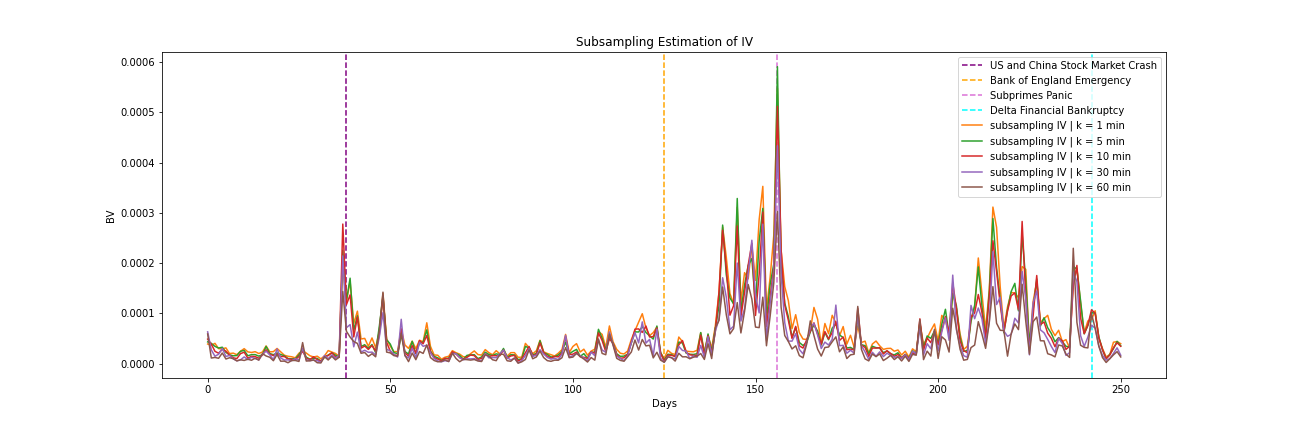 Subsampling Estimation of IV
0.0006
0.0005
0.0004
0.0003
0.0002
0.0001
0.0000
BV
0 50 100 150 200 250
Days
US and China Stock Market Crash
Bank of England Emergency
Subprimes Panic
Delta Financial Bankruptcy
subsampling IV | k = 1 min
subsampling IV | k = 5 min
subsampling IV | k = 10 min
subsampling IV | k = 30 min
subsampling IV | k = 60 min